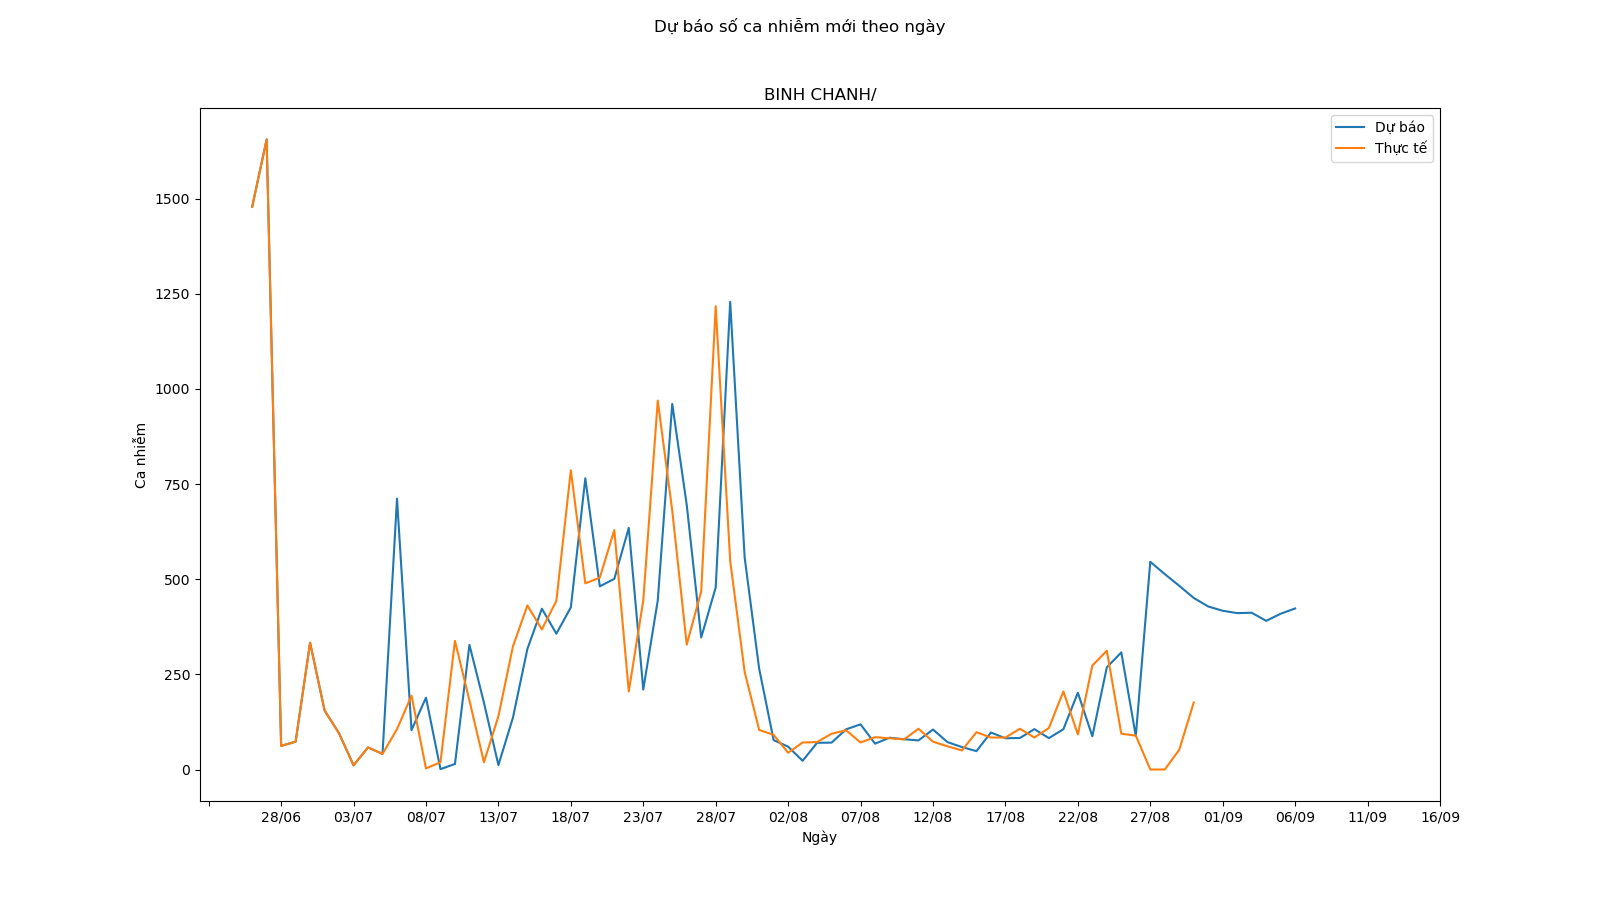 Dự báo số ca nhiễm mới theo ngày
BINH CHANH/
Dự báo
Thực tế
1500
1250
1000
750
500
250
0
Ca nhiễm
28/06 03/07 08/07 13/07 18/07 23/07 28/07 02/08 07/08 12/08 17/08 22/08 27/08 01/09 06/09 11/09 16/09
Ngày